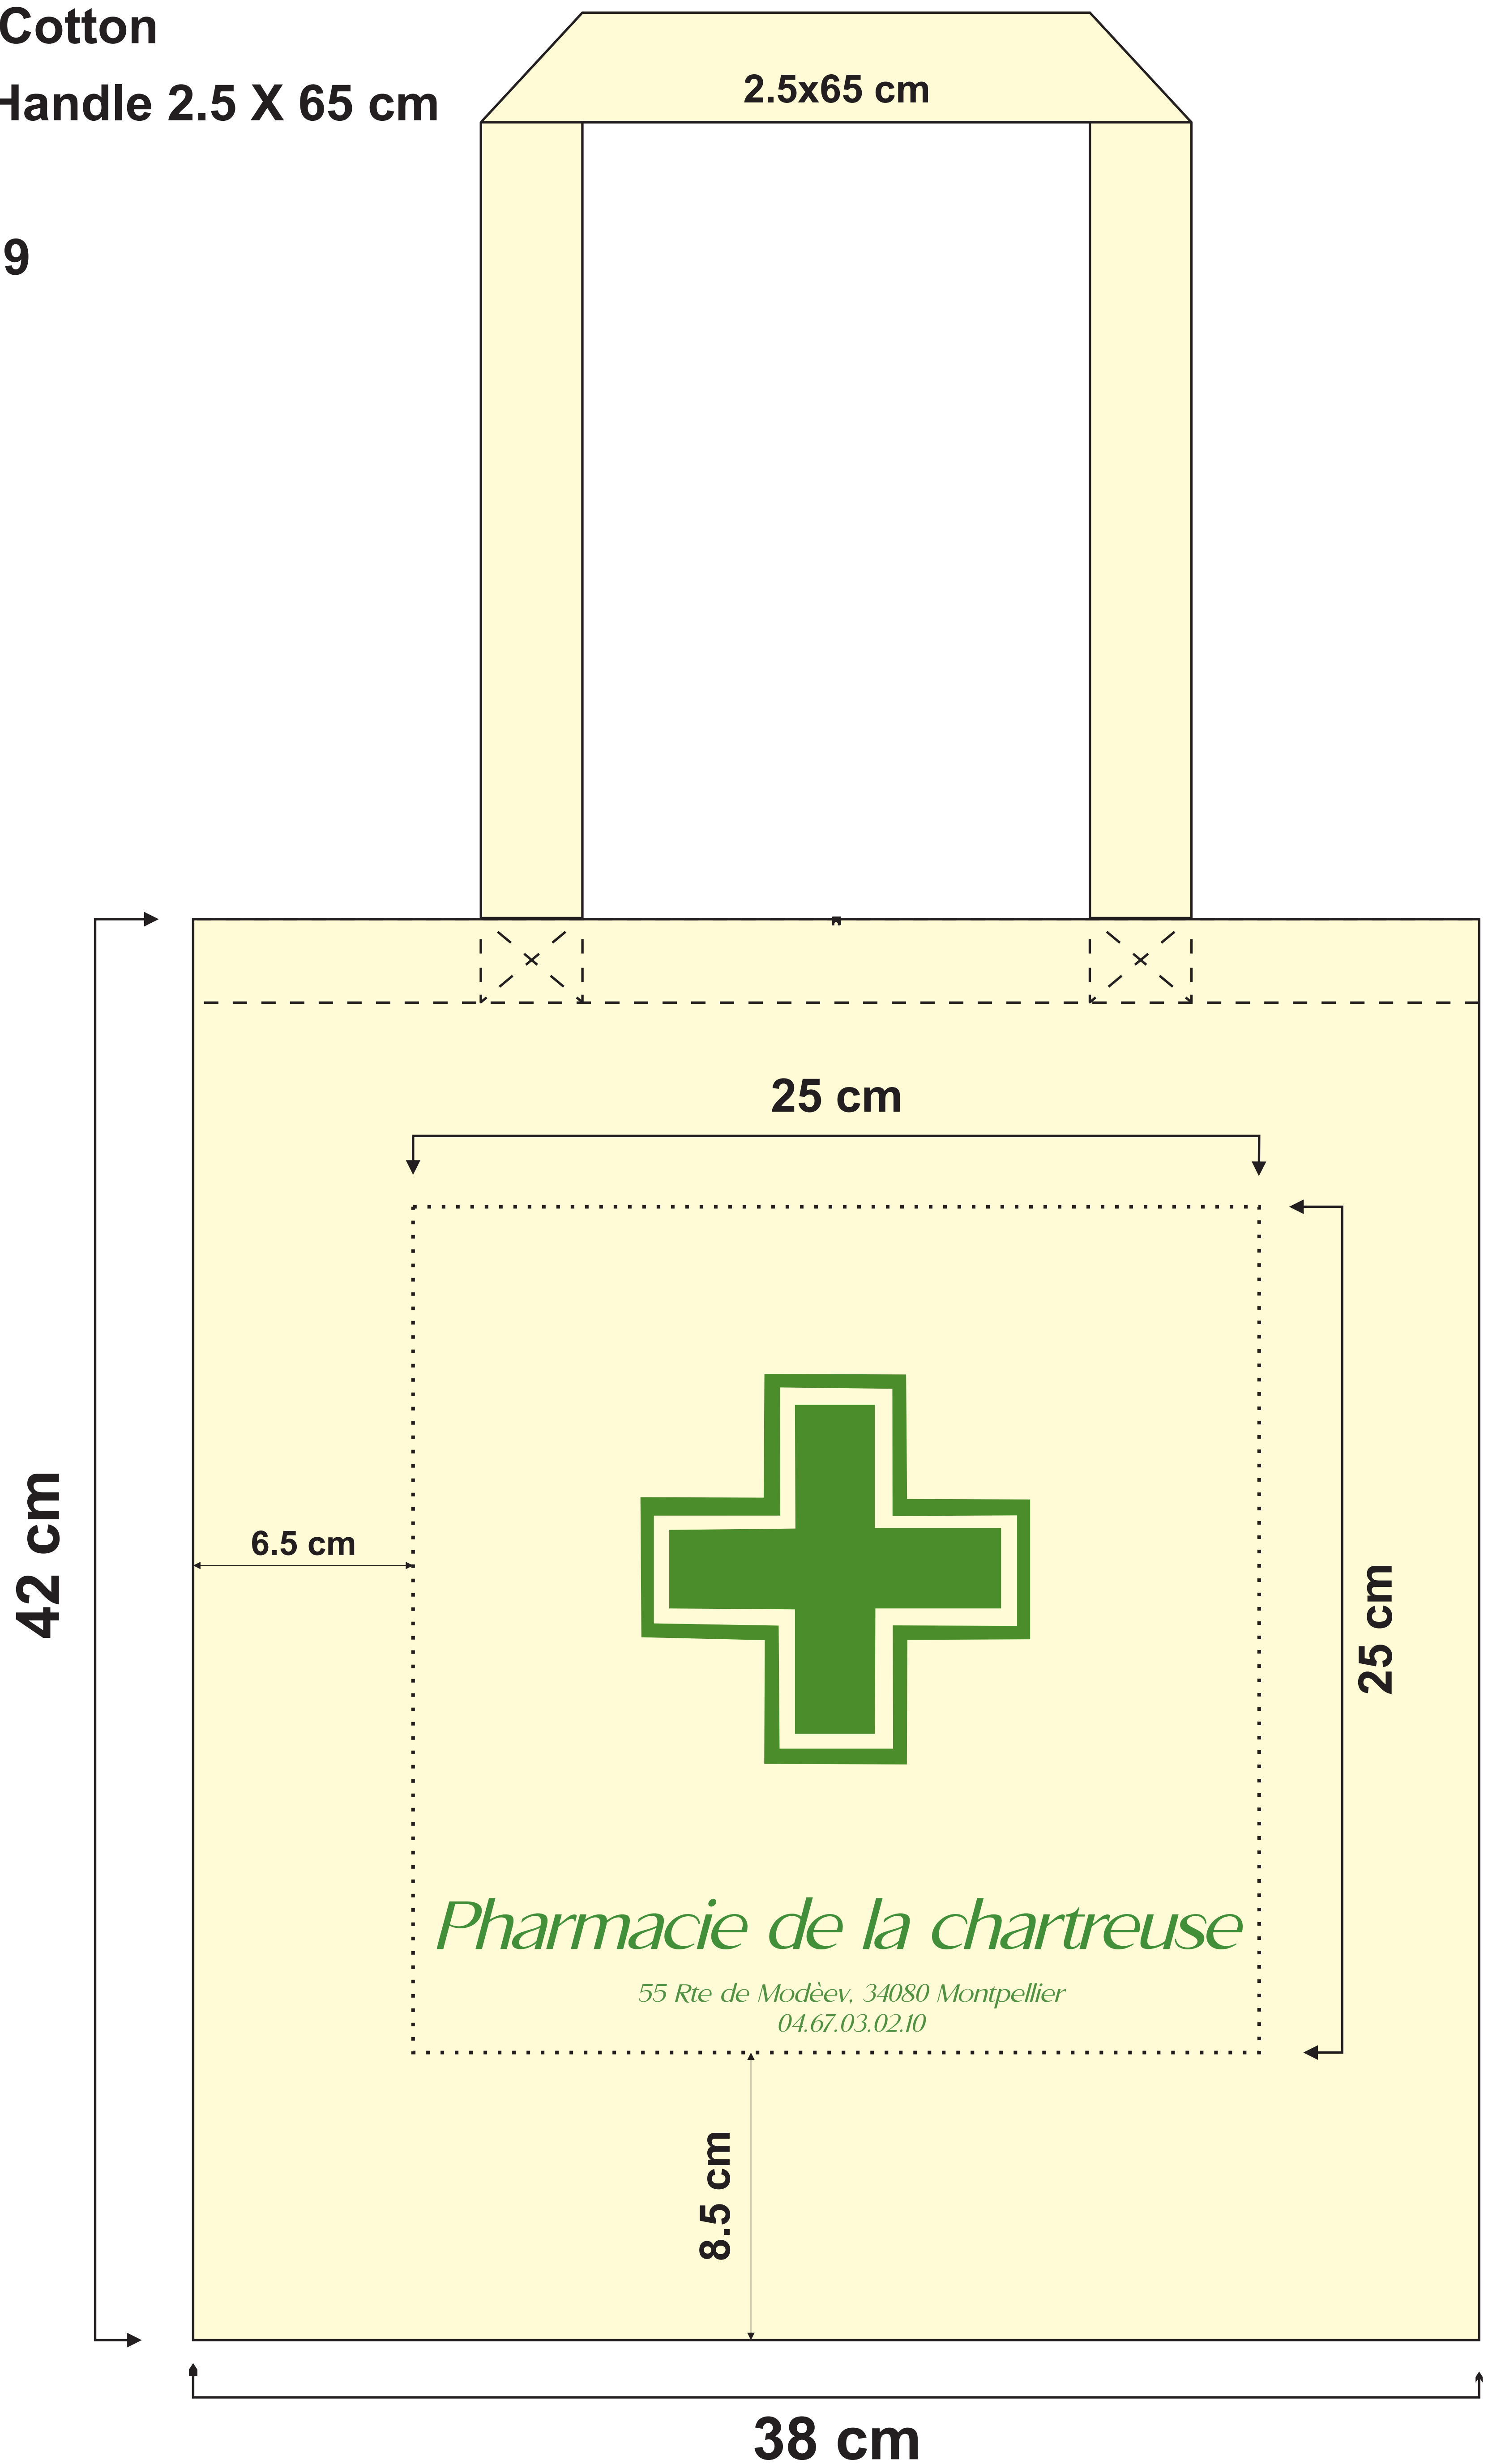 Cotton
Handle 2.5 X 65 cm
2.5x65 cm
9
25 cm
42 cm
6.5 cm
25 cm
Pharmacie de la chartreuse
55 Rte de Modèev, 34080 Montpellier
04.67.03.02.10
8.5 cm
38 cm